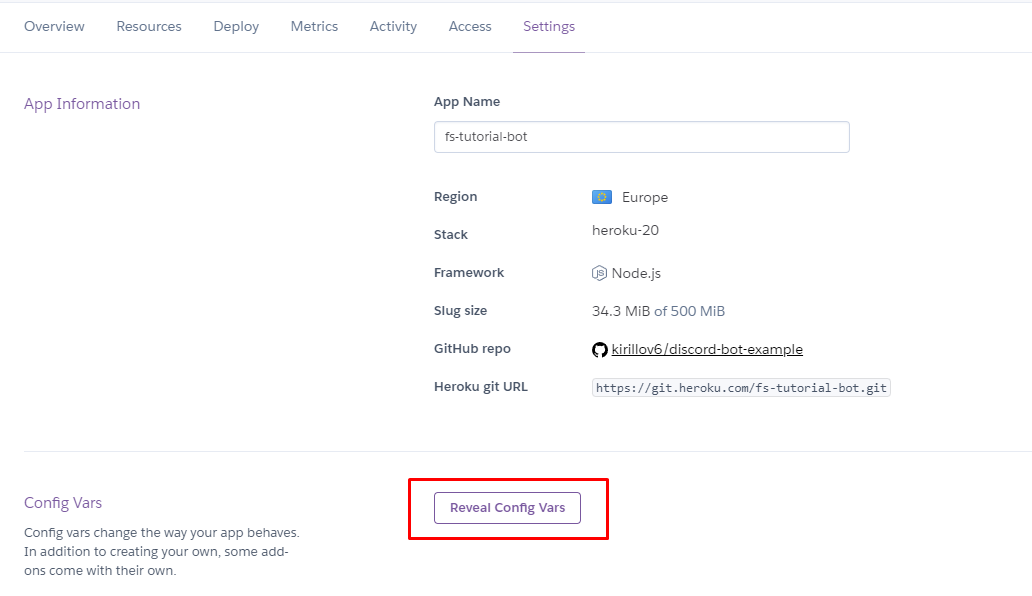 Overview Resources Deploy Metrics Activity Access Settings
App Information
App Name
fs-tutorial-bot
Region Europe
Stack heroku-20
Framework Node.js
Slug size 34.3 MiB of 500 MiB
GitHub repo kirillov6/discord-bot-example
Heroku git URL https://git.heroku.com/fs-tutorial-bot.git
Config Vars
Reveal Config Vars
Config vars change the way your app behaves.
In addition to creating your own, some add-
ons come with their own.